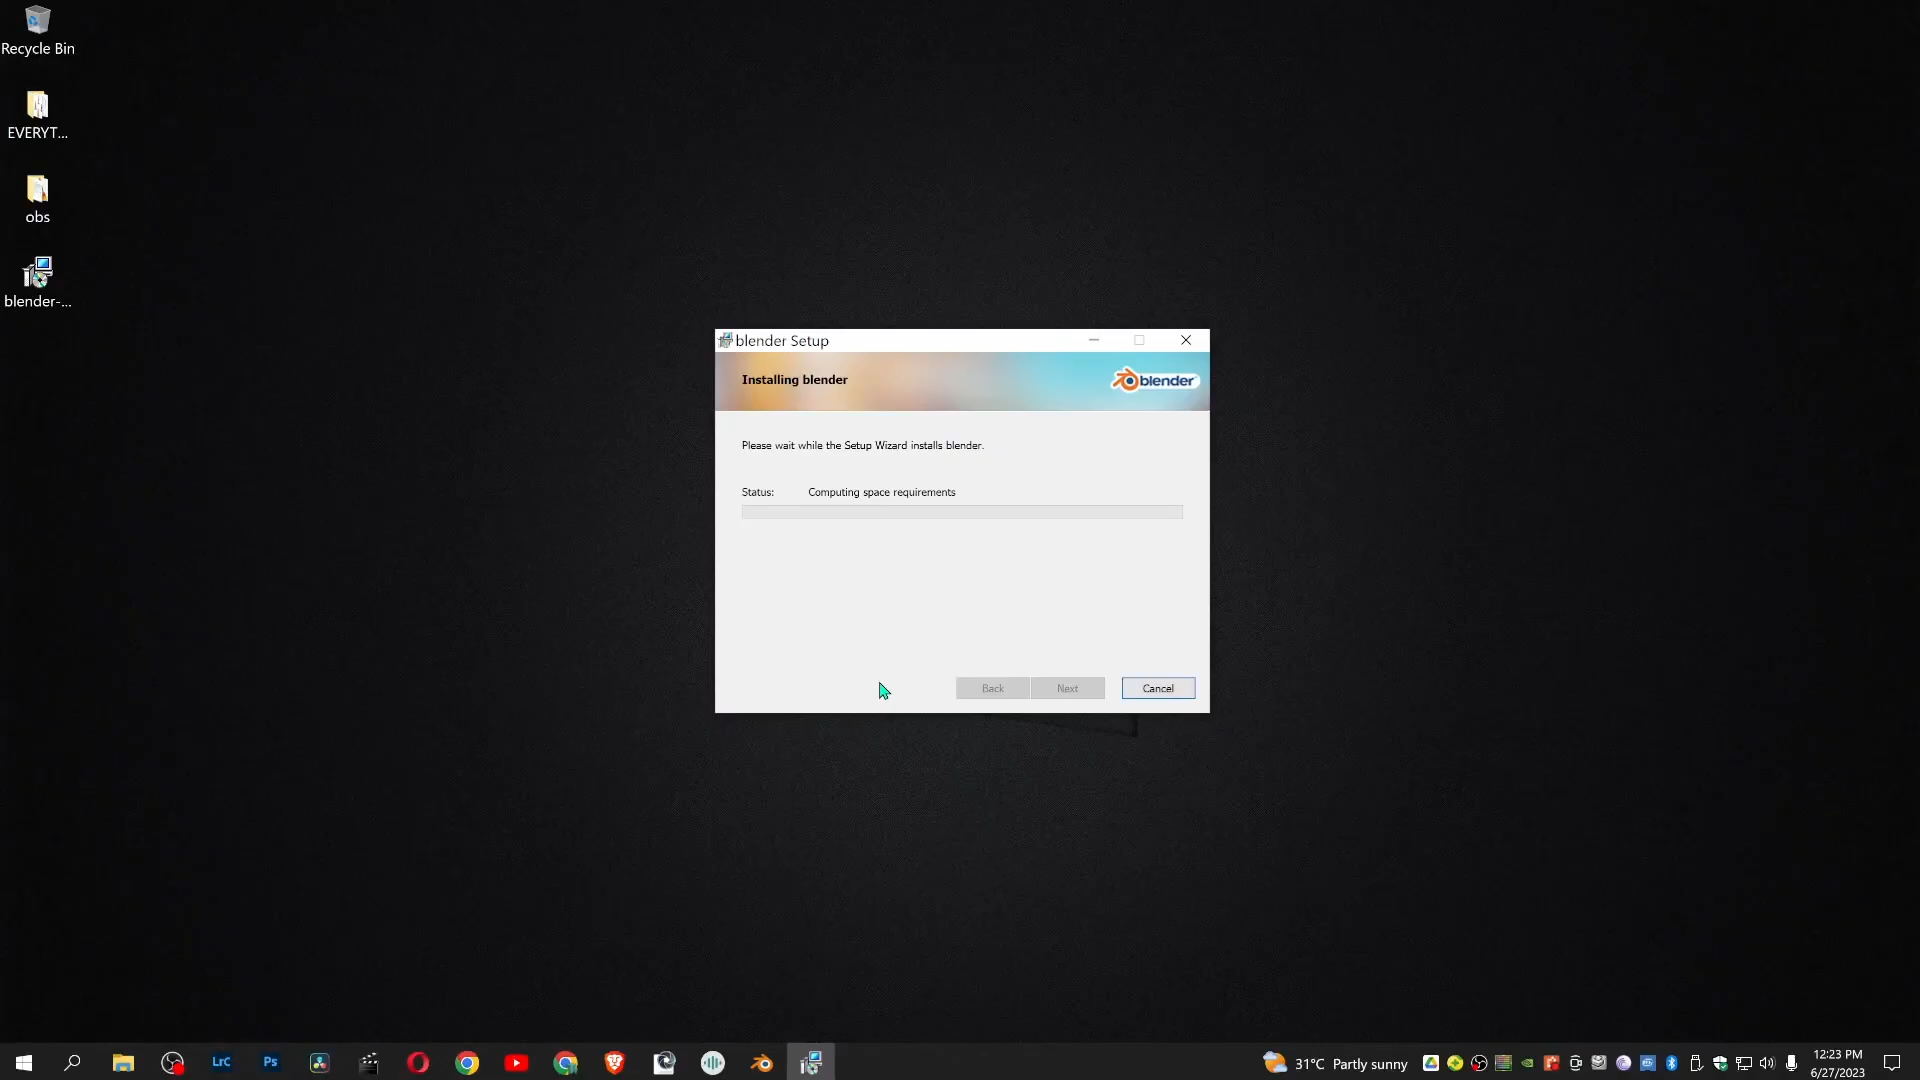 Recycle Bin
EVERYT...
obs
blender-...
blender Setup
Installing blender
blender
Please wait while the Setup Wizard installs blender.
Status: Computing space requirements
Back Next Cancel
LrC Ps
31°C Partly sunny
12:23 PM
6/27/2023